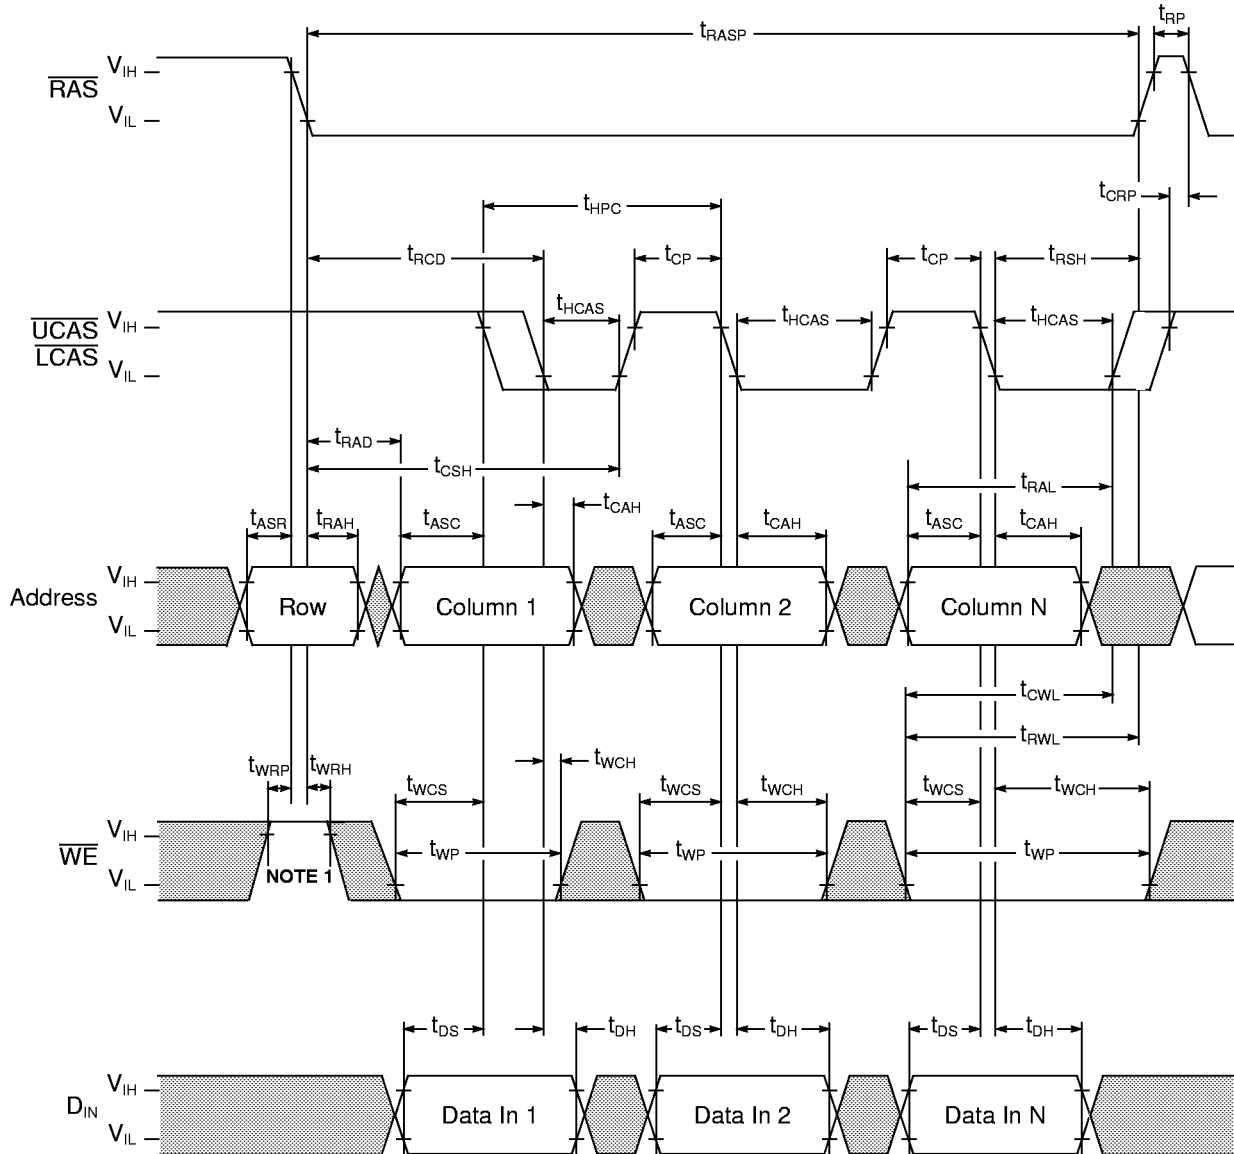 tRP
tRASP
VIH
RAS
VIL
tCRP
tHPC
tRCD
tCP
tCP
tRSH
tHCAS
tHCAS
tHCAS
VIH
UCAS
LCAS
VIL
tRAD
tCSH
tRAL
tCAH
tASR
tRAH
tASC
tASC
tCAH
tASC
tCAH
VIH
Address
Row
Column 1
Column 2
Column N
VIL
tCWL
tRWL
tWRP
tWRH
tWCH
tWCS
tWCS
tWCH
tWCS
tWCH
VIH
WE
tWP
tWP
tWP
VIL
NOTE 1
tDS
tDH
tDS
tDH
tDS
tDH
VIH
DIN
Data In 1
Data In 2
Data In N
VIL